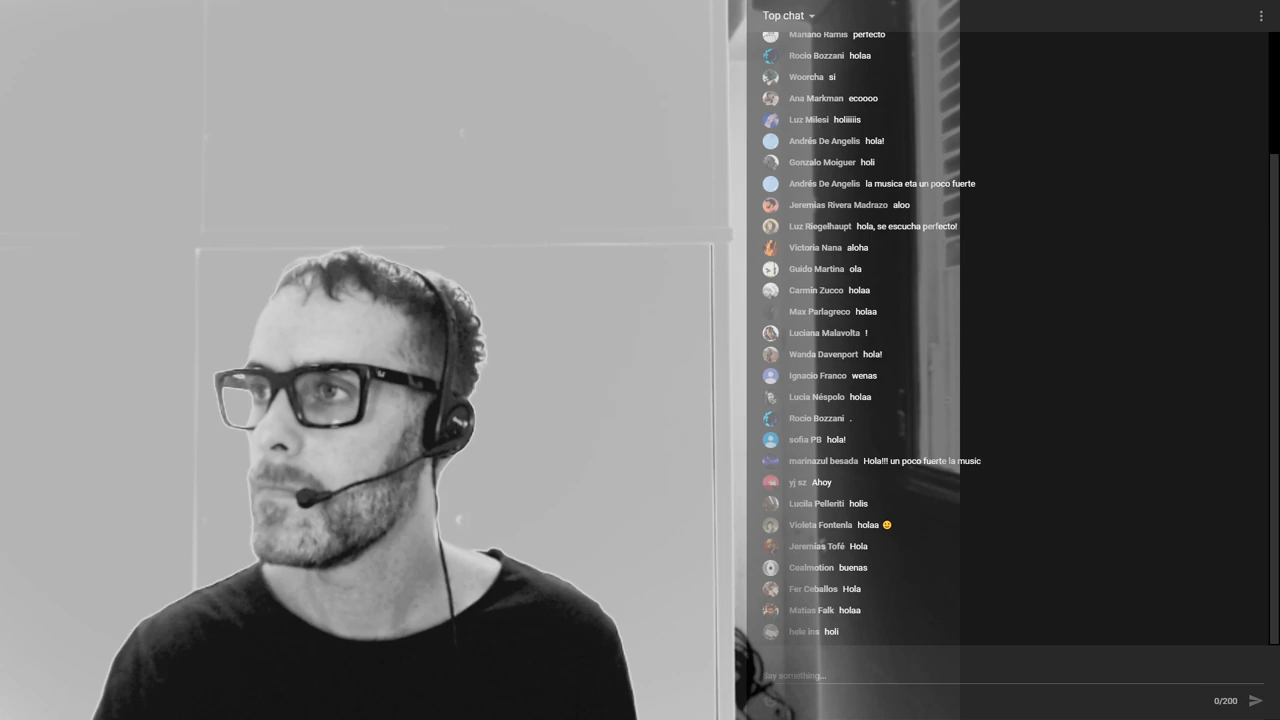 Top chat
Mariano Ramis perfecto
Rocio Bozzani holaa
Woorcha si
Ana Markman ecoooo
Luz Milesi holiiiiis
Andrés De Angelis hola!
Gonzalo Moiguer holi
Andrés De Angelis la musica eta un poco fuerte
Jeremias Rivera Madrazo aloo
Luz Riegelhaupt hola, se escucha perfecto!
Victoria Nana aloha
Guido Martina ola
Carmín Zucco holaa
Max Parlagreco holaa
Luciana Malavolta !
Wanda Davenport hola!
Ignacio Franco wenas
Lucía Néspolo holaa
Rocio Bozzani .
sofia PB hola!
marinazul besada Hola!!! un poco fuerte la music
yj sz Ahoy
Lucila Pelleriti holis
Violeta Fontenla holaa 🙂
Jeremías Tofé Hola
Cealmotion buenas
Fer Ceballos Hola
Matias Falk holaa
hele ins holi
Say something...
0/200